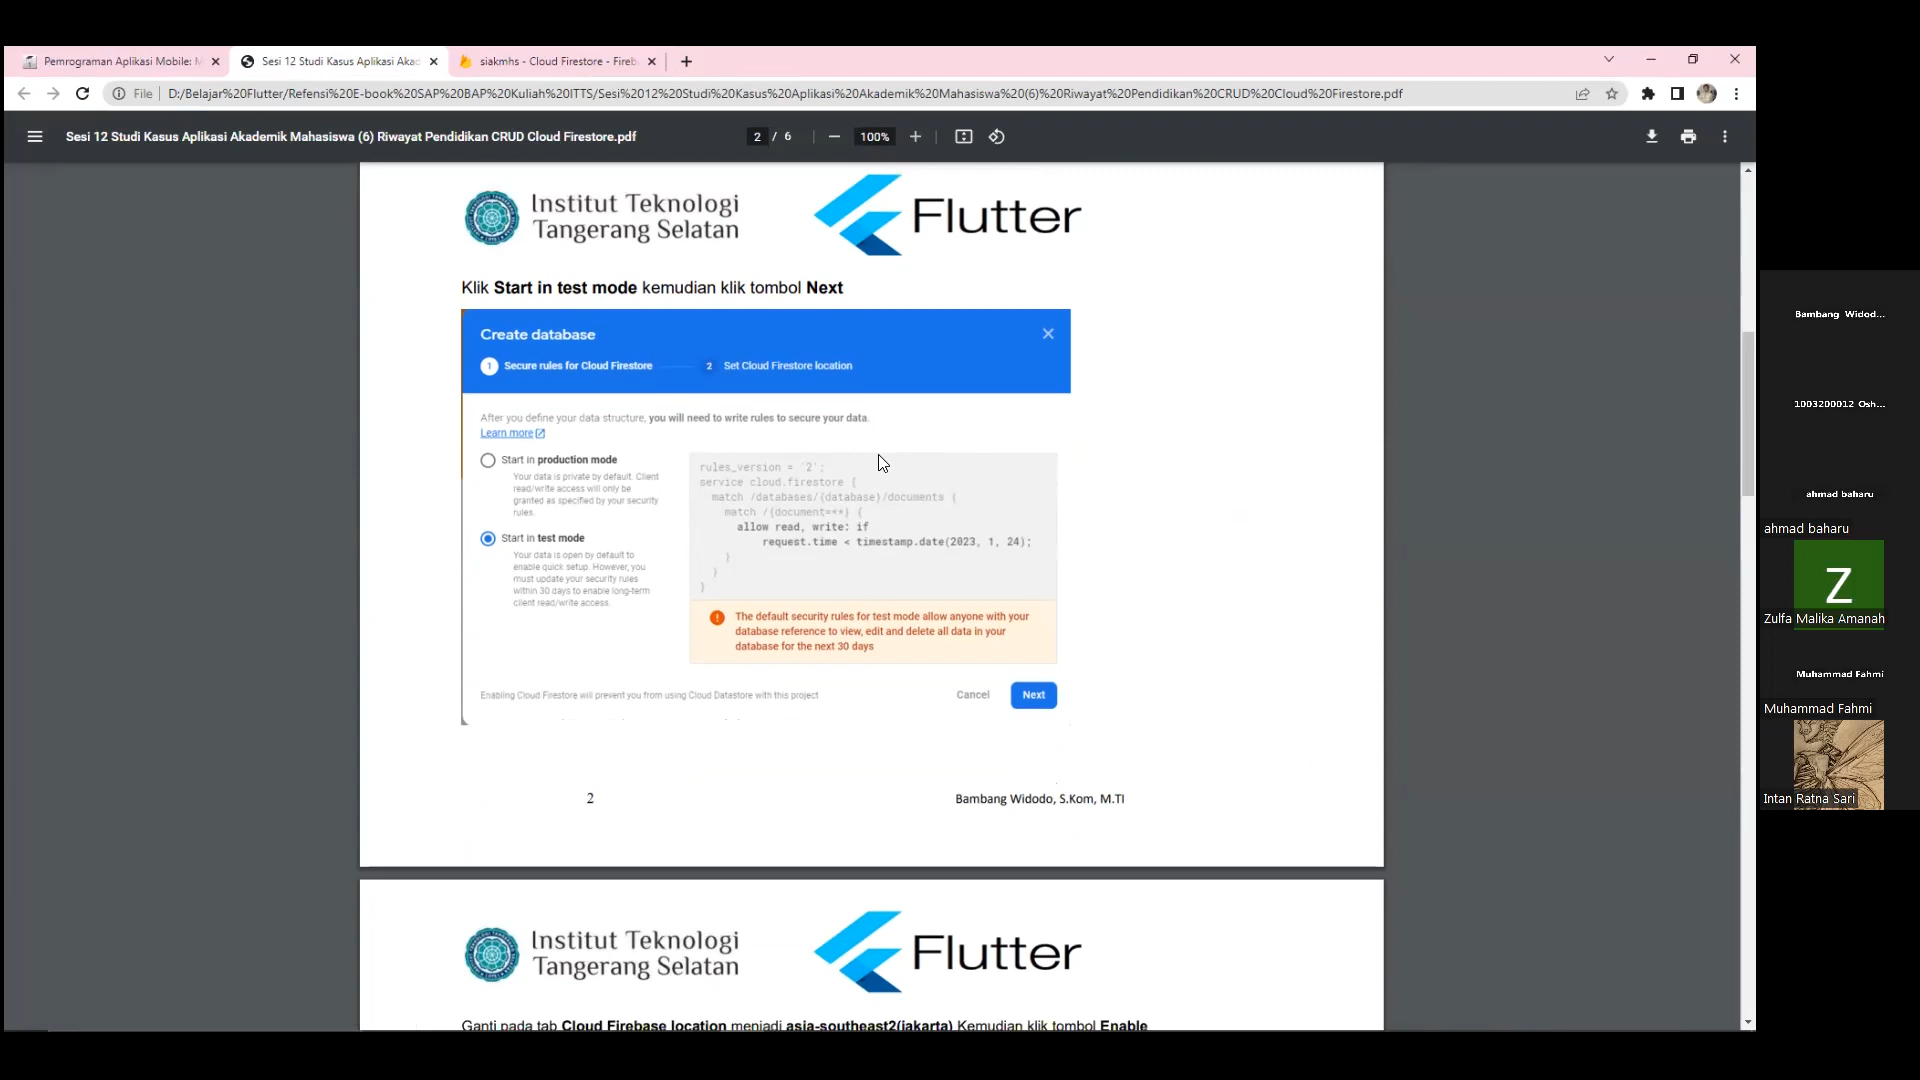 Pemrograman Aplikasi Mobile: M
Sesi 12 Studi Kasus Aplikasi Akad
siakmhs - Cloud Firestore - Fireb
File
D:/Belajar%20Flutter/Refensi%20E-book%20SAP%20BAP%20Kuliah%20ITTS/Sesi%2012%20Studi%20Kasus%20Aplikasi%20Akademik%20Mahasiswa%20(6)%20Riwayat%20Pendidikan%20CRUD%20Cloud%20Firestore.pdf
Sesi 12 Studi Kasus Aplikasi Akademik Mahasiswa (6) Riwayat Pendidikan CRUD Cloud Firestore.pdf
2 / 6
100%
Institut Teknologi
Tangerang Selatan
Flutter
Klik Start in test mode kemudian klik tombol Next
Create database
1 Secure rules for Cloud Firestore
2 Set Cloud Firestore location
After you define your data structure, you will need to write rules to secure your data.
Learn more
Start in production mode
Your data is private by default. Client
read/write access will only be
granted as specified by your security
rules.
Start in test mode
Your data is open by default to
enable quick setup. However, you
must update your security rules
within 30 days to enable long-term
client read/write access.
rules_version = '2';
service cloud.firestore {
match /databases/{database}/documents {
match /{document=**} {
allow read, write: if
request.time < timestamp.date(2023, 1, 24);
}
}
}
The default security rules for test mode allow anyone with your
database reference to view, edit and delete all data in your
database for the next 30 days
Enabling Cloud Firestore will prevent you from using Cloud Datastore with this project
Cancel
Next
2
Bambang Widodo, S.Kom, M.TI
Institut Teknologi
Tangerang Selatan
Flutter
Ganti pada tab Cloud Firebase location menjadi asia-southeast2(jakarta) Kemudian klik tombol Enable
Bambang Widod...
1003200012 Osh...
ahmad baharu
ahmad baharu
Z
Zulfa Malika Amanah
Muhammad Fahmi
Muhammad Fahmi
Intan Ratna Sari